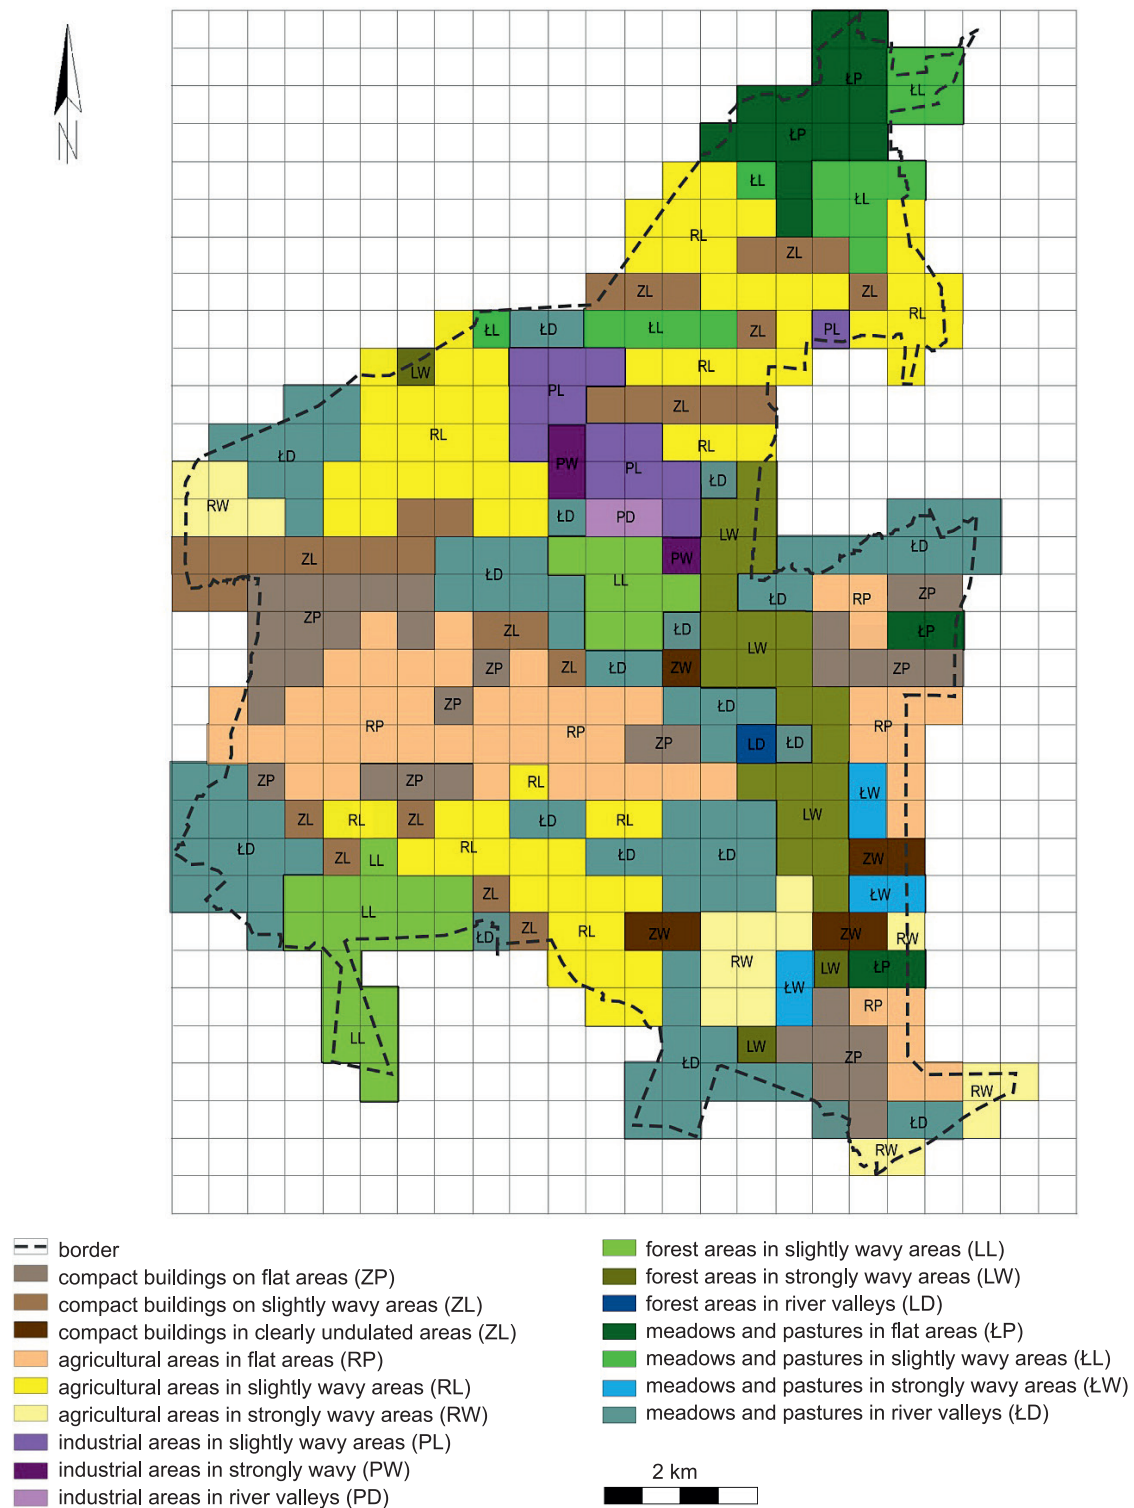 ŁP
ŁL
ŁP
ŁL
ŁL
RL
ZL
ZL
ZL
RL
ŁL
ŁD
ŁL
ZL
PL
LW
RL
PL
ZL
RL
RL
ŁD
PW
PL
ŁD
RW
ŁD
PD
LW
ŁD
ZL
ŁD
LL
PW
ŁD
RP
ZP
ZP
ZL
ŁD
ŁP
LW
ZP
ZL
ŁD
ZW
ZP
ZP
ŁD
RP
RP
RP
ZP
LD
ŁD
ZP
ZP
RL
ŁW
ZL
RL
ZL
ŁD
RL
LW
ŁD
ZL
LL
RL
ŁD
ŁD
ZW
LL
ZL
ŁW
ŁD
ZL
RL
ZW
ZW
RW
RW
LW
ŁP
ŁW
RP
LL
LW
ZP
ŁD
RW
ŁD
RW
N
border
compact buildings on flat areas (ZP)
compact buildings on slightly wavy areas (ZL)
compact buildings in clearly undulated areas (ZL)
agricultural areas in flat areas (RP)
agricultural areas in slightly wavy areas (RL)
agricultural areas in strongly wavy areas (RW)
industrial areas in slightly wavy areas (PL)
industrial areas in strongly wavy (PW)
industrial areas in river valleys (PD)
forest areas in slightly wavy areas (LL)
forest areas in strongly wavy areas (LW)
forest areas in river valleys (LD)
meadows and pastures in flat areas (ŁP)
meadows and pastures in slightly wavy areas (ŁL)
meadows and pastures in strongly wavy areas (ŁW)
meadows and pastures in river valleys (ŁD)
2 km